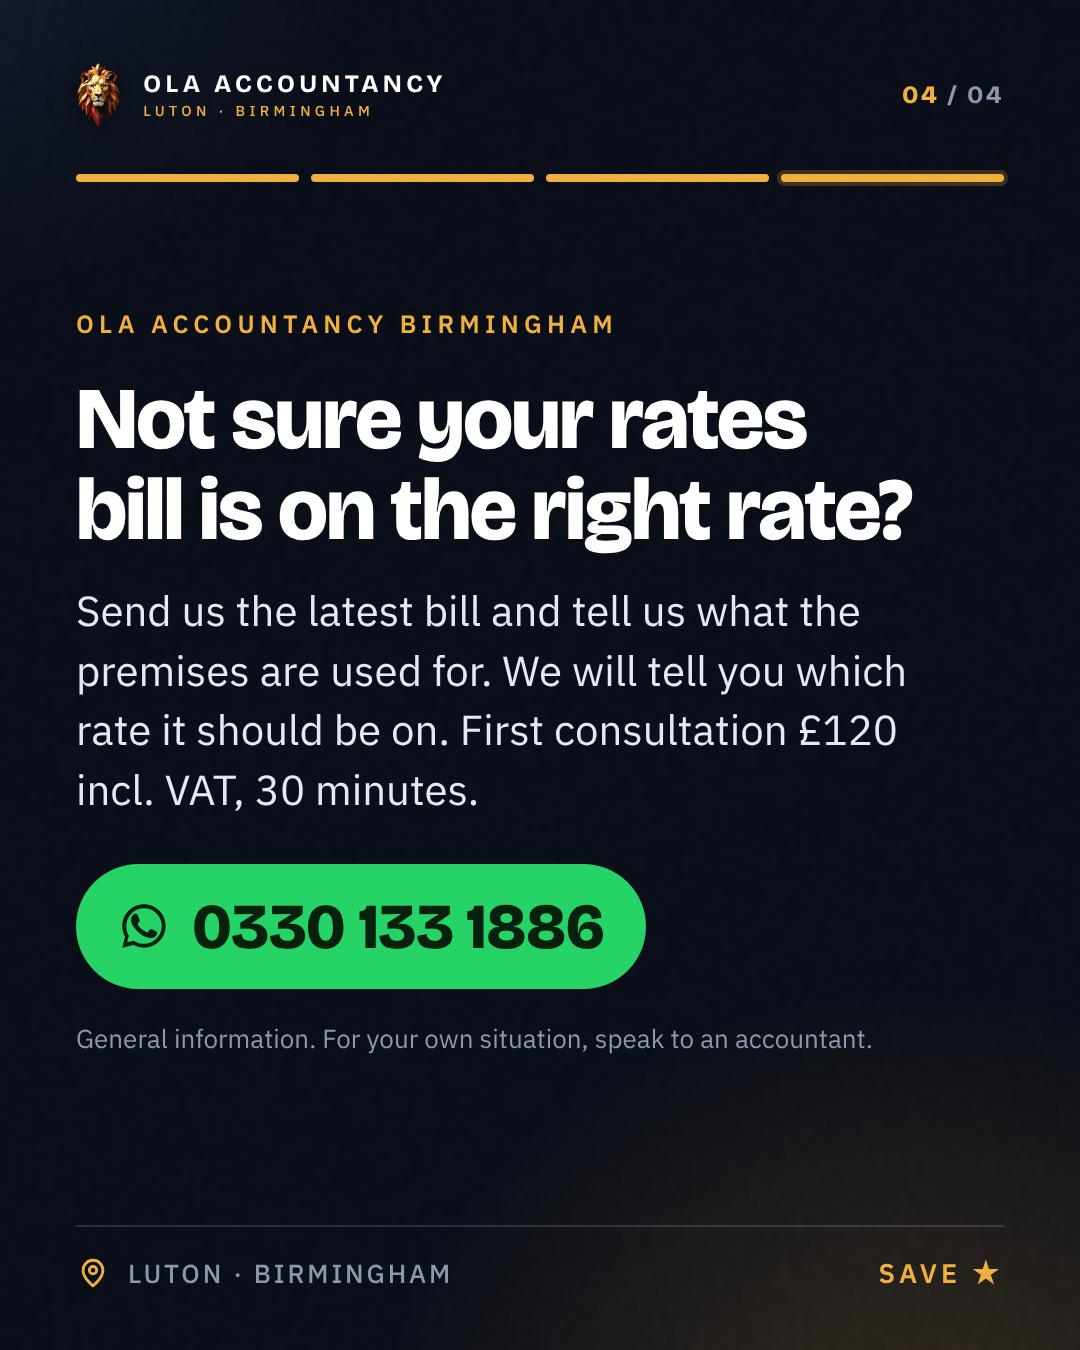 OLA ACCOUNTANCY
LUTON · BIRMINGHAM
04 / 04
OLA ACCOUNTANCY BIRMINGHAM
Not sure your rates
bill is on the right rate?
Send us the latest bill and tell us what the
premises are used for. We will tell you which
rate it should be on. First consultation £120
incl. VAT, 30 minutes.
0330 133 1886
General information. For your own situation, speak to an accountant.
LUTON · BIRMINGHAM
SAVE ★